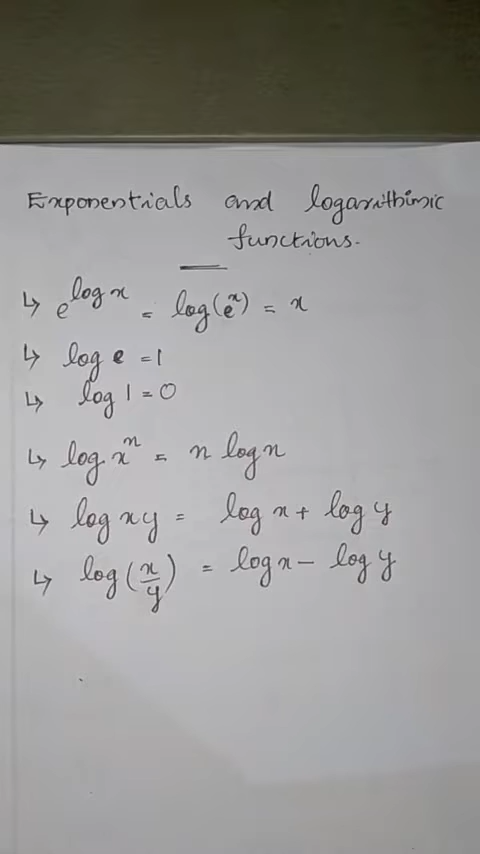 Exponentials and logarithimic
functions.
↳ e^{log x} = log(e^x) = x
↳ log e = 1
↳ log 1 = 0
↳ log x^n = n log x
↳ log xy = log x + log y
↳ log(x/y) = log x - log y